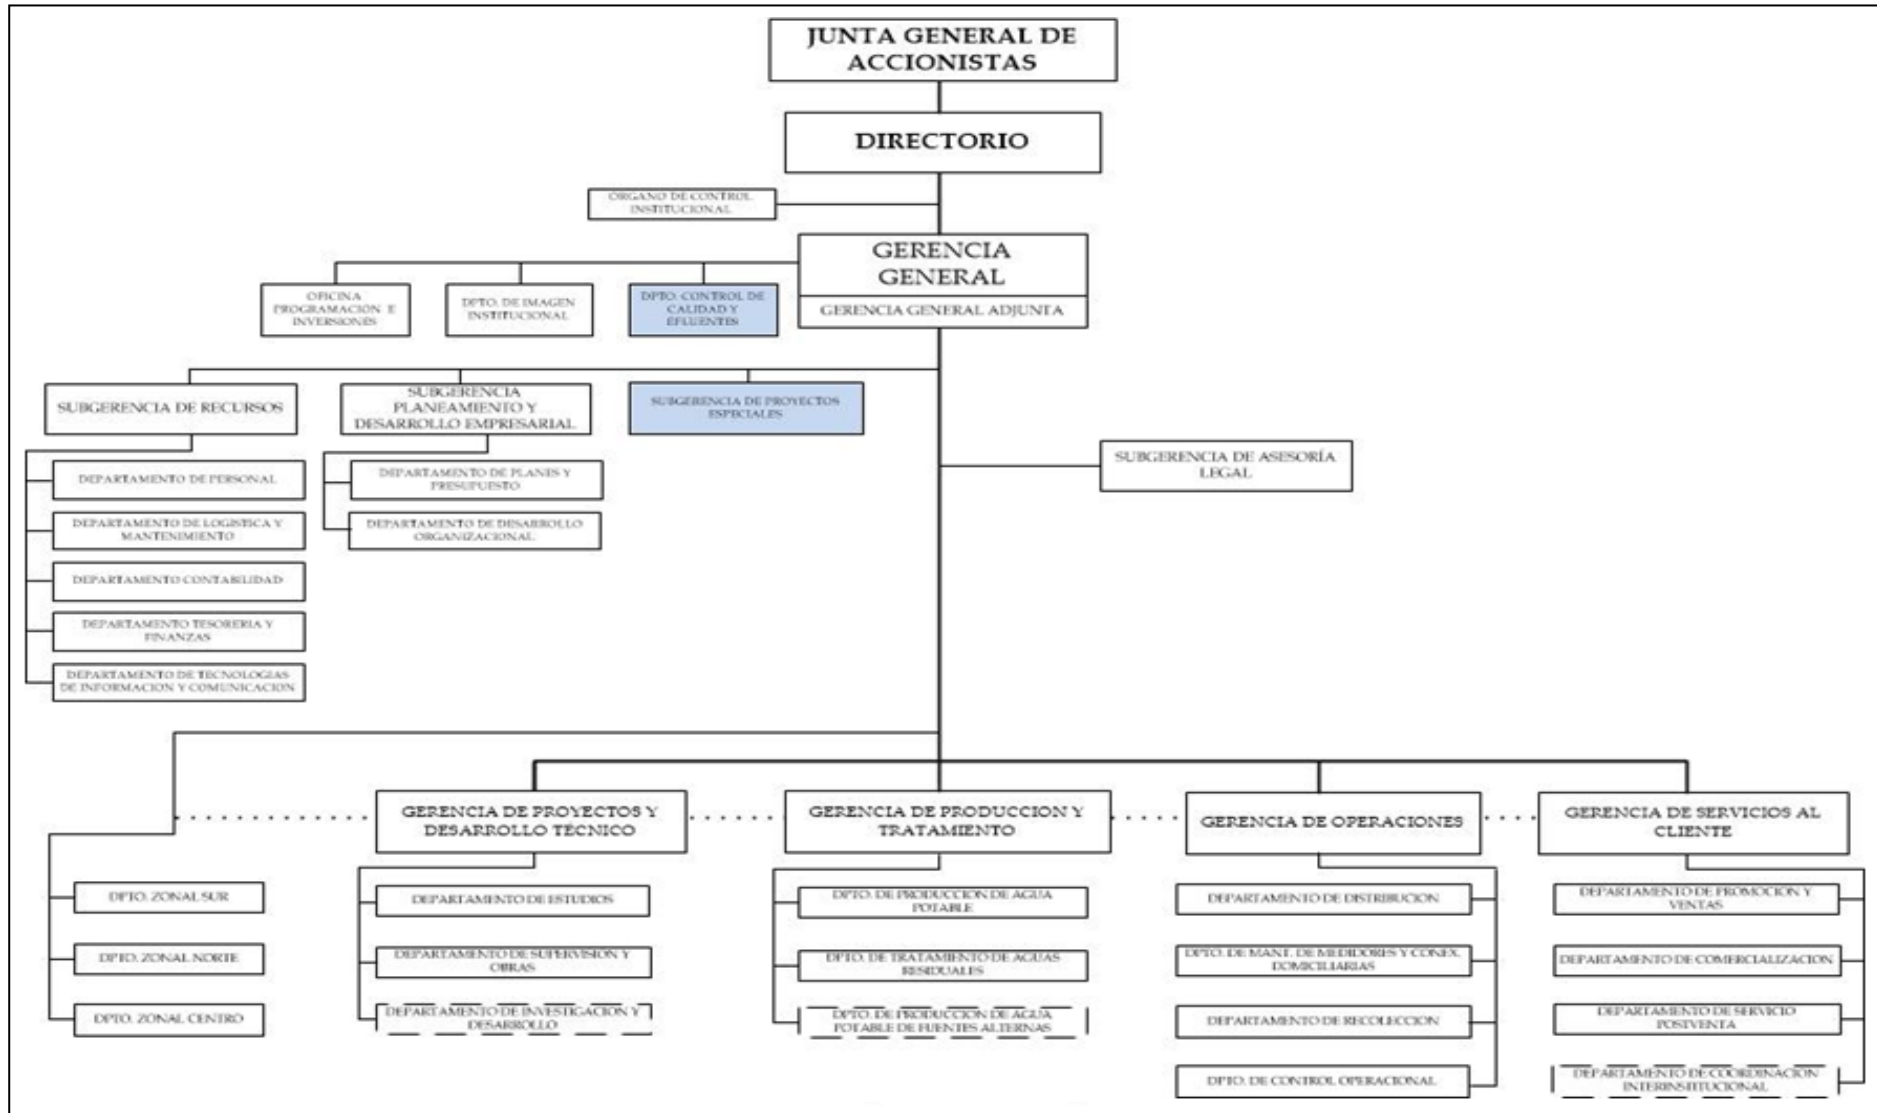 JUNTA GENERAL DE
ACCIONISTAS
DIRECTORIO
ORGANO DE CONTROL
INSTITUCIONAL
GERENCIA
GENERAL
GERENCIA GENERAL ADJUNTA
OFICINA
PROGRAMACIÓN E
INVERSIONES
DPTO. DE IMAGEN
INSTITUCIONAL
DPTO. CONTROL DE
CALIDAD Y
EFLUENTES
SUBGERENCIA DE RECURSOS
SUBGERENCIA
PLANEAMIENTO Y
DESARROLLO EMPRESARIAL
SUBGERENCIA DE PROYECTOS
ESPECIALES
SUBGERENCIA DE ASESORÍA
LEGAL
DEPARTAMENTO DE PERSONAL
DEPARTAMENTO DE LOGISTICA Y
MANTENIMIENTO
DEPARTAMENTO CONTABILIDAD
DEPARTAMENTO TESORERIA Y
FINANZAS
DEPARTAMENTO DE TECNOLOGIAS
DE INFORMACION Y COMUNICACION
DEPARTAMENTO DE PLANES Y
PRESUPUESTO
DEPARTAMENTO DE DESARROLLO
ORGANIZACIONAL
GERENCIA DE PROYECTOS Y
DESARROLLO TÉCNICO
GERENCIA DE PRODUCCION Y
TRATAMIENTO
GERENCIA DE OPERACIONES
GERENCIA DE SERVICIOS AL
CLIENTE
DPTO. ZONAL SUR
DPTO. ZONAL NORTE
DPTO. ZONAL CENTRO
DEPARTAMENTO DE ESTUDIOS
DEPARTAMENTO DE SUPERVISION Y
OBRAS
DEPARTAMENTO DE INVESTIGACION Y
DESARROLLO
DPTO. DE PRODUCCION DE AGUA
POTABLE
DPTO. DE TRATAMIENTO DE AGUAS
RESIDUALES
DPTO. DE PRODUCCION DE AGUA
POTABLE DE FUENTES ALTERNAS
DEPARTAMENTO DE DISTRIBUCION
DPTO. DE MANT. DE MEDIDORES Y CONEX.
DOMICILIARIAS
DEPARTAMENTO DE RECOLECCION
DPTO. DE CONTROL OPERACIONAL
DEPARTAMENTO DE PROMOCION Y
VENTAS
DEPARTAMENTO DE COMERCIALIZACION
DEPARTAMENTO DE SERVICIO
POSTVENTA
DEPARTAMENTO DE COORDINACION
INTERINSTITUCIONAL